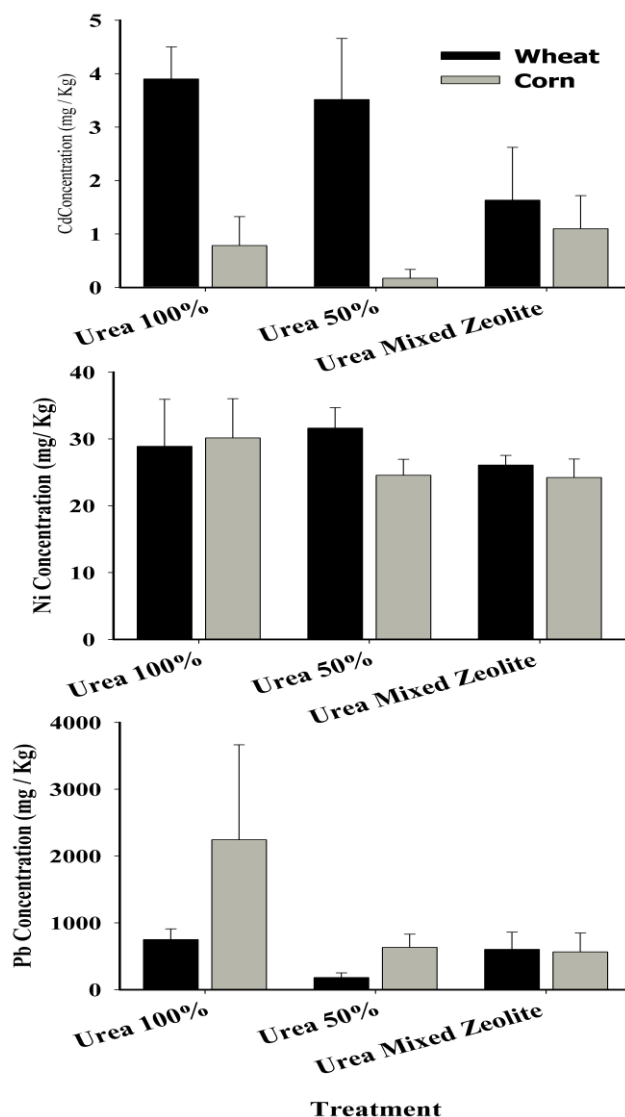 5
4
3
2
1
0
CdConcentration (mg / Kg)
Wheat
Corn
Urea 100%
Urea 50%
Urea Mixed Zeolite
40
30
20
10
0
Ni Concentration (mg/ Kg)
Urea 100%
Urea 50%
Urea Mixed Zeolite
4000
3000
2000
1000
0
Pb Concentration (mg / Kg)
Urea 100%
Urea 50%
Urea Mixed Zeolite
Treatment